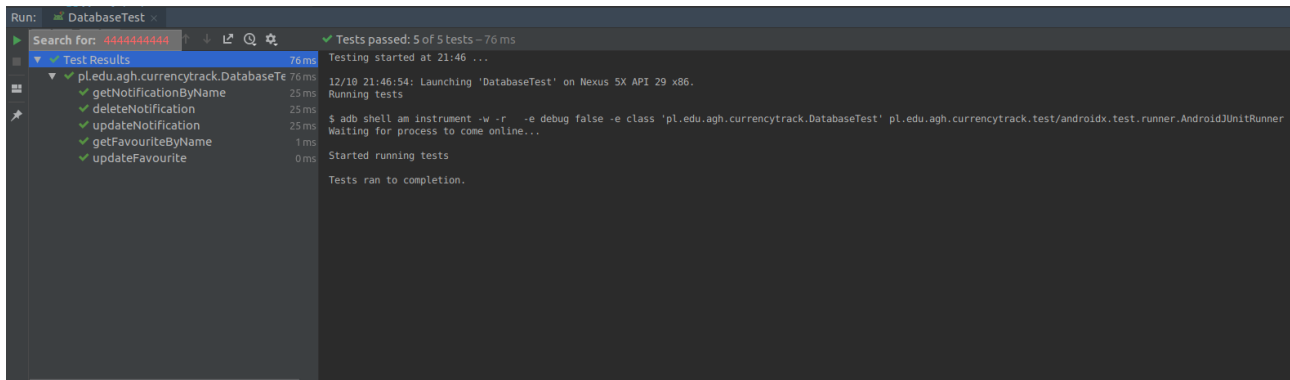 Run: DatabaseTest
Search for: 4444444444
Tests passed: 5 of 5 tests – 76 ms
Test Results 76 ms
pl.edu.agh.currencytrack.DatabaseTe 76 ms
getNotificationByName 25 ms
deleteNotification 25 ms
updateNotification 25 ms
getFavouriteByName 1 ms
updateFavourite 0 ms
Testing started at 21:46 ...
12/10 21:46:54: Launching 'DatabaseTest' on Nexus 5X API 29 x86.
Running tests
$ adb shell am instrument -w -r   -e debug false -e class 'pl.edu.agh.currencytrack.DatabaseTest' pl.edu.agh.currencytrack.test/androidx.test.runner.AndroidJUnitRunner
Waiting for process to come online...
Started running tests
Tests ran to completion.